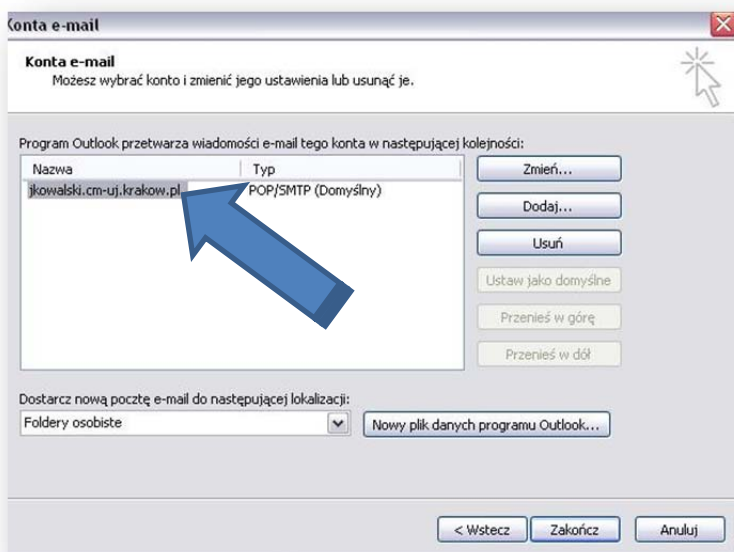 Konta e-mail
Konta e-mail
Możesz wybrać konto i zmienić jego ustawienia lub usunąć je.
Program Outlook przetwarza wiadomości e-mail tego konta w następującej kolejności:
Nazwa Typ
jkowalski.cm-uj.krakow.pl POP/SMTP (Domyślny)
Zmień...
Dodaj...
Usuń
Ustaw jako domyślne
Przenieś w górę
Przenieś w dół
Dostarcz nową pocztę e-mail do następującej lokalizacji:
Foldery osobiste Nowy plik danych programu Outlook...
< Wstecz Zakończ Anuluj